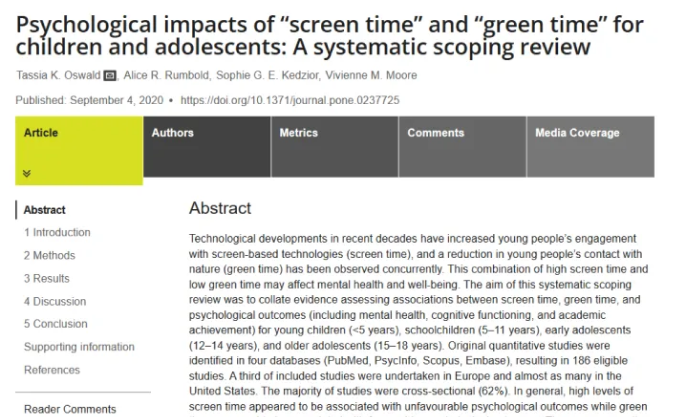 Psychological impacts of “screen time” and “green time” for
children and adolescents: A systematic scoping review
Tassia K. Oswald, Alice R. Rumbold, Sophie G. E. Kedzior, Vivienne M. Moore
Published: September 4, 2020 • https://doi.org/10.1371/journal.pone.0237725
Article
Authors
Metrics
Comments
Media Coverage
Abstract
1 Introduction
2 Methods
3 Results
4 Discussion
5 Conclusion
Supporting information
References
Reader Comments
Abstract
Technological developments in recent decades have increased young people’s engagement
with screen-based technologies (screen time), and a reduction in young people’s contact with
nature (green time) has been observed concurrently. This combination of high screen time and
low green time may affect mental health and well-being. The aim of this systematic scoping
review was to collate evidence assessing associations between screen time, green time, and
psychological outcomes (including mental health, cognitive functioning, and academic
achievement) for young children (<5 years), schoolchildren (5–11 years), early adolescents
(12–14 years), and older adolescents (15–18 years). Original quantitative studies were
identified in four databases (PubMed, PsycInfo, Scopus, Embase), resulting in 186 eligible
studies. A third of included studies were undertaken in Europe and almost as many in the
United States. The majority of studies were cross-sectional (62%). In general, high levels of
screen time appeared to be associated with unfavourable psychological outcomes while green